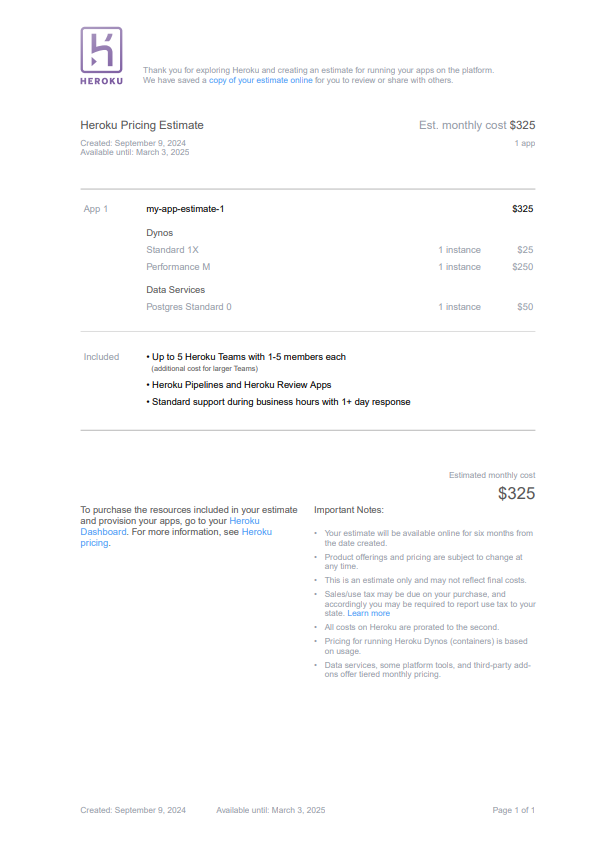 HEROKU
Thank you for exploring Heroku and creating an estimate for running your apps on the platform.
We have saved a copy of your estimate online for you to review or share with others.
Heroku Pricing Estimate
Est. monthly cost $325
Created: September 9, 2024
1 app
Available until: March 3, 2025
App 1 my-app-estimate-1 $325
Dynos
Standard 1X 1 instance $25
Performance M 1 instance $250
Data Services
Postgres Standard 0 1 instance $50
Included • Up to 5 Heroku Teams with 1-5 members each
(additional cost for larger Teams)
• Heroku Pipelines and Heroku Review Apps
• Standard support during business hours with 1+ day response
Estimated monthly cost
$325
To purchase the resources included in your estimate
and provision your apps, go to your Heroku
Dashboard. For more information, see Heroku
pricing.
Important Notes:
• Your estimate will be available online for six months from
the date created.
• Product offerings and pricing are subject to change at
any time.
• This is an estimate only and may not reflect final costs.
• Sales/use tax may be due on your purchase, and
accordingly you may be required to report use tax to your
state. Learn more
• All costs on Heroku are prorated to the second.
• Pricing for running Heroku Dynos (containers) is based
on usage.
• Data services, some platform tools, and third-party add-
ons offer tiered monthly pricing.
Created: September 9, 2024 Available until: March 3, 2025 Page 1 of 1